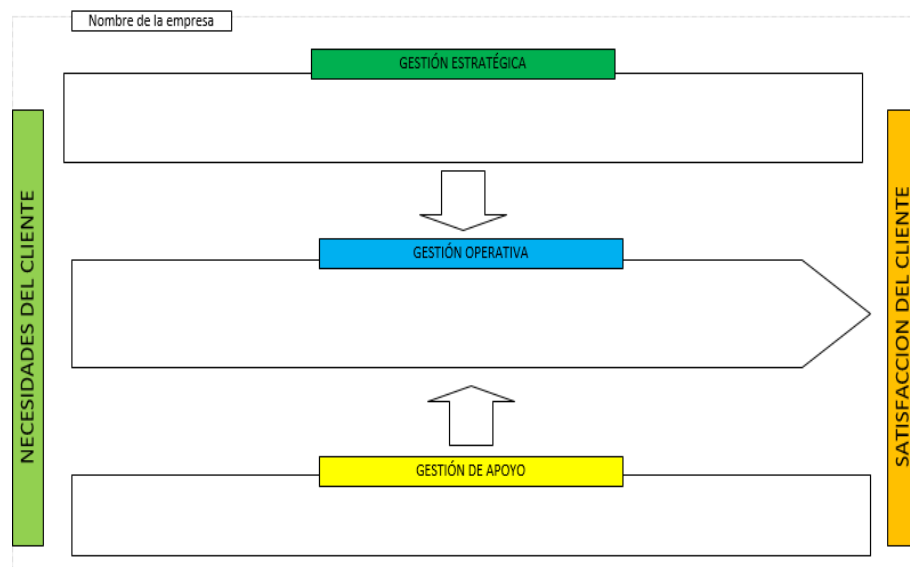 Nombre de la empresa
GESTIÓN ESTRATÉGICA
NECESIDADES DEL CLIENTE
GESTIÓN OPERATIVA
SATISFACCION DEL CLIENTE
GESTIÓN DE APOYO